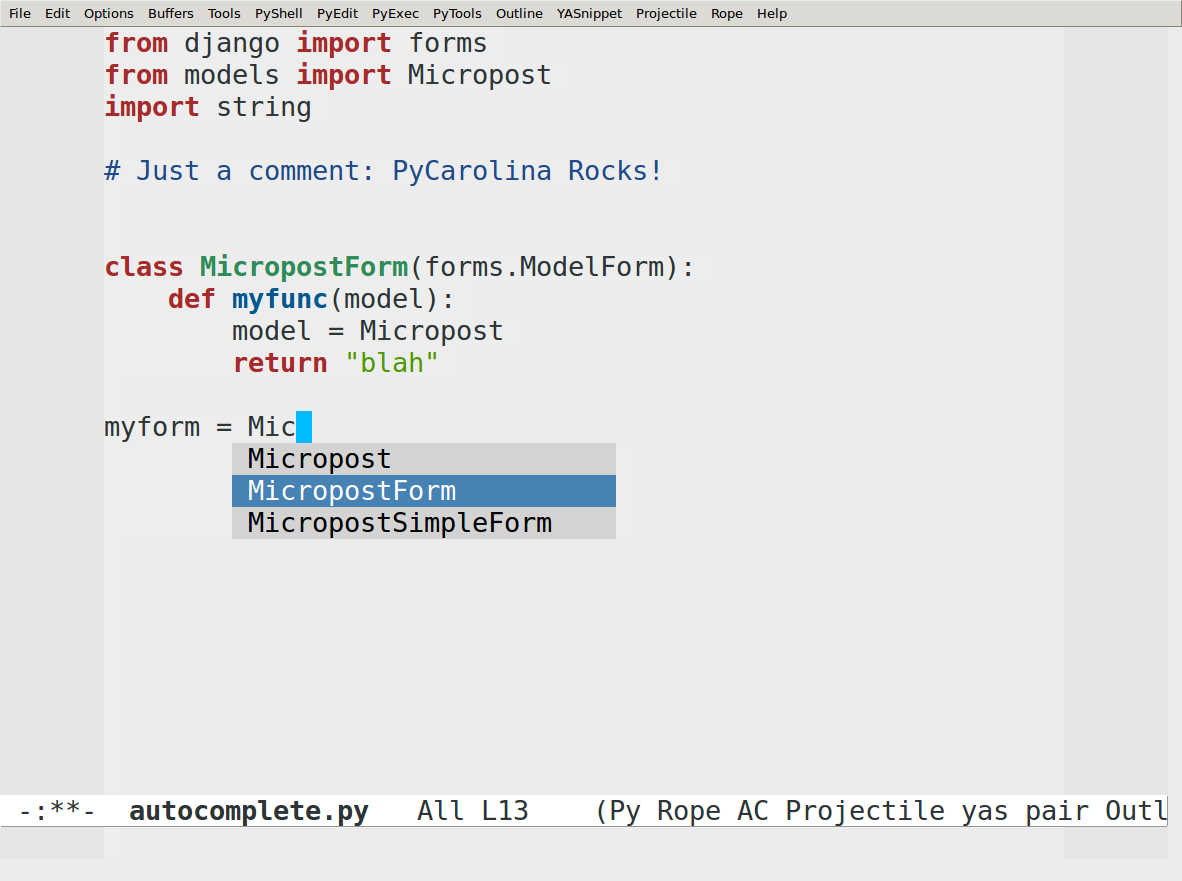 File Edit Options Buffers Tools PyShell PyEdit PyExec PyTools Outline YASnippet Projectile Rope Help
from django import forms
from models import Micropost
import string
# Just a comment: PyCarolina Rocks!
class MicropostForm(forms.ModelForm):
    def myfunc(model):
        model = Micropost
        return "blah"
myform = Mic
Micropost
MicropostForm
MicropostSimpleForm
-:**-  autocomplete.py   All L13    (Py Rope AC Projectile yas pair Outl